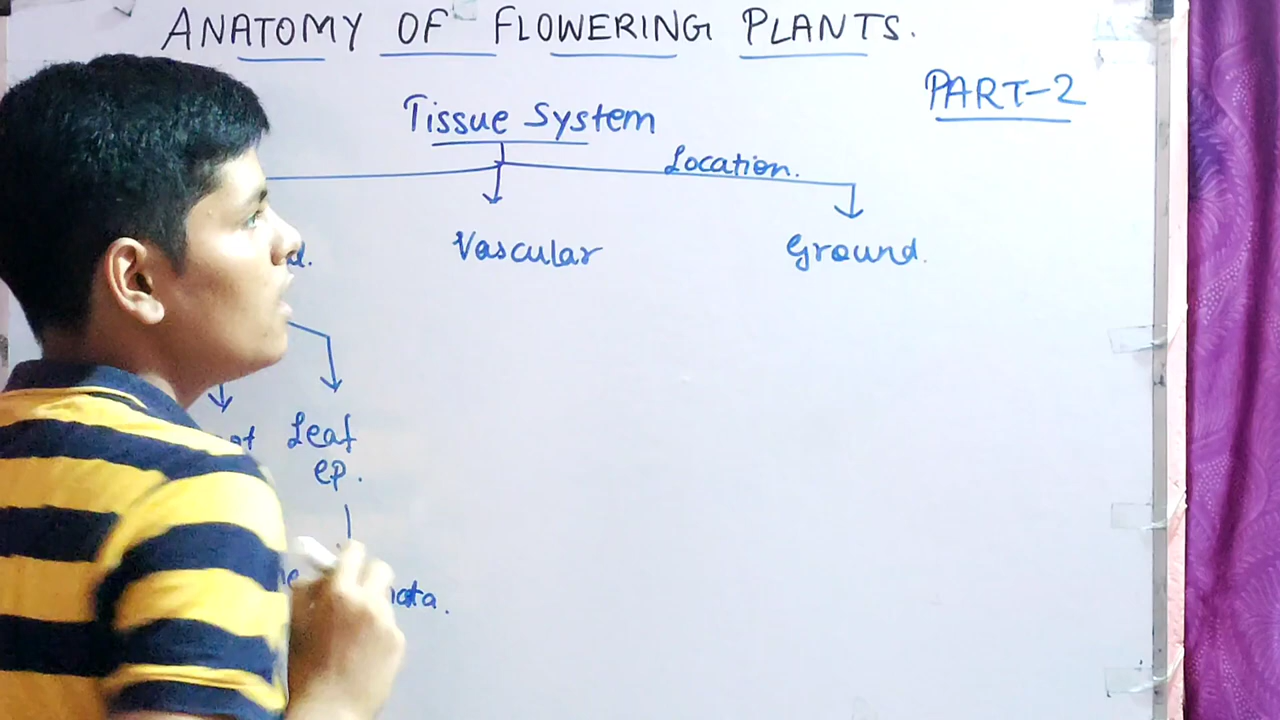 ANATOMY OF FLOWERING PLANTS.
PART-2
Tissue System
Location.
Vascular Ground.
Leaf
ep.